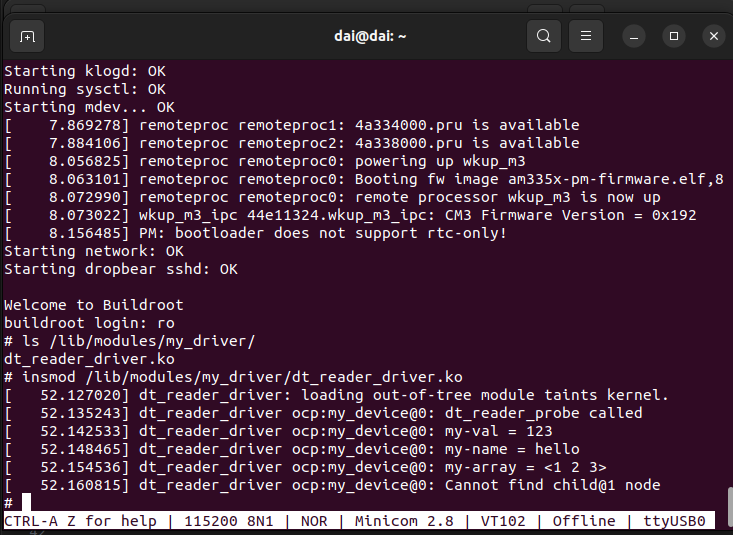 dai@dai: ~
Starting klogd: OK
Running sysctl: OK
Starting mdev... OK
[    7.869278] remoteproc remoteproc1: 4a334000.pru is available
[    7.884106] remoteproc remoteproc2: 4a338000.pru is available
[    8.056825] remoteproc remoteproc0: powering up wkup_m3
[    8.063101] remoteproc remoteproc0: Booting fw image am335x-pm-firmware.elf,8
[    8.072990] remoteproc remoteproc0: remote processor wkup_m3 is now up
[    8.073022] wkup_m3_ipc 44e11324.wkup_m3_ipc: CM3 Firmware Version = 0x192
[    8.156485] PM: bootloader does not support rtc-only!
Starting network: OK
Starting dropbear sshd: OK

Welcome to Buildroot
buildroot login: ro
# ls /lib/modules/my_driver/
dt_reader_driver.ko
# insmod /lib/modules/my_driver/dt_reader_driver.ko
[   52.127020] dt_reader_driver: loading out-of-tree module taints kernel.
[   52.135243] dt_reader_driver ocp:my_device@0: dt_reader_probe called
[   52.142533] dt_reader_driver ocp:my_device@0: my-val = 123
[   52.148465] dt_reader_driver ocp:my_device@0: my-name = hello
[   52.154536] dt_reader_driver ocp:my_device@0: my-array = <1 2 3>
[   52.160815] dt_reader_driver ocp:my_device@0: Cannot find child@1 node
#
CTRL-A Z for help | 115200 8N1 | NOR | Minicom 2.8 | VT102 | Offline | ttyUSB0